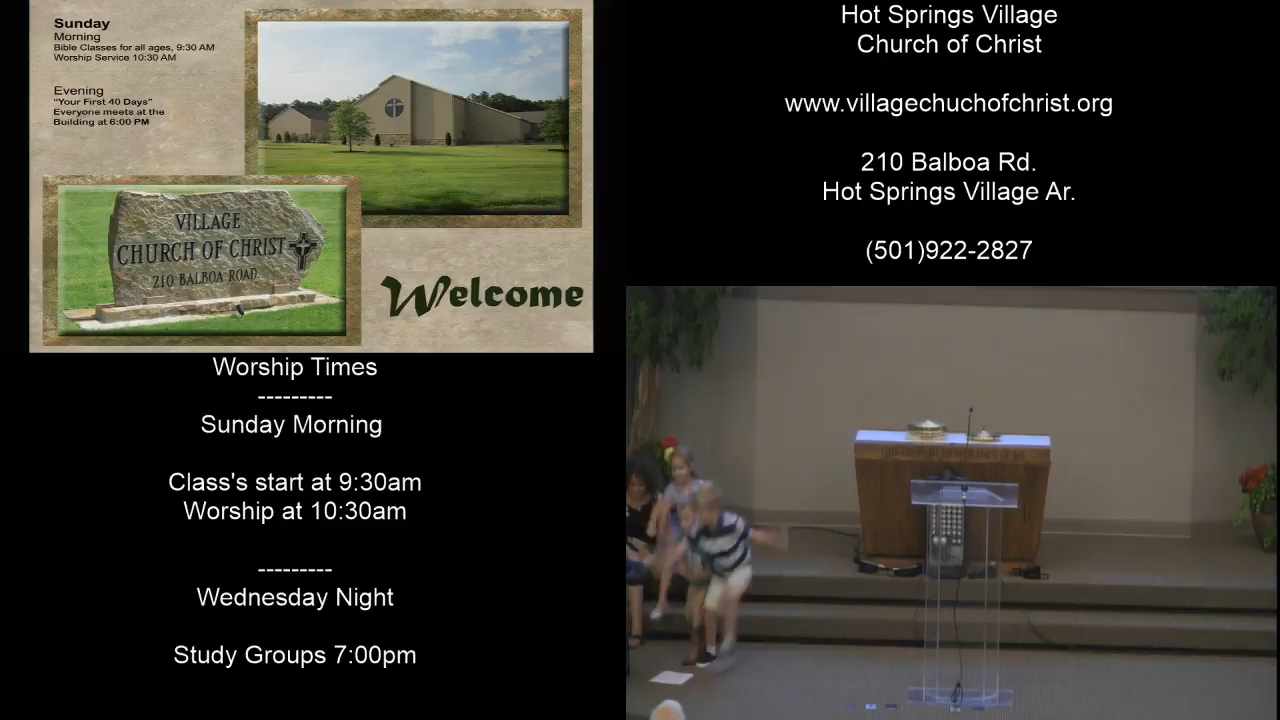 Sunday
Morning
Bible Classes for all ages, 9:30 AM
Worship Service 10:30 AM
Evening
"Your First 40 Days"
Everyone meets at the
Building at 6:00 PM
VILLAGE
CHURCH OF CHRIST
210 BALBOA ROAD
Welcome
Worship Times
---------
Sunday Morning
Class's start at 9:30am
Worship at 10:30am
---------
Wednesday Night
Study Groups 7:00pm
Hot Springs Village
Church of Christ
www.villagechuchofchrist.org
210 Balboa Rd.
Hot Springs Village Ar.
(501)922-2827